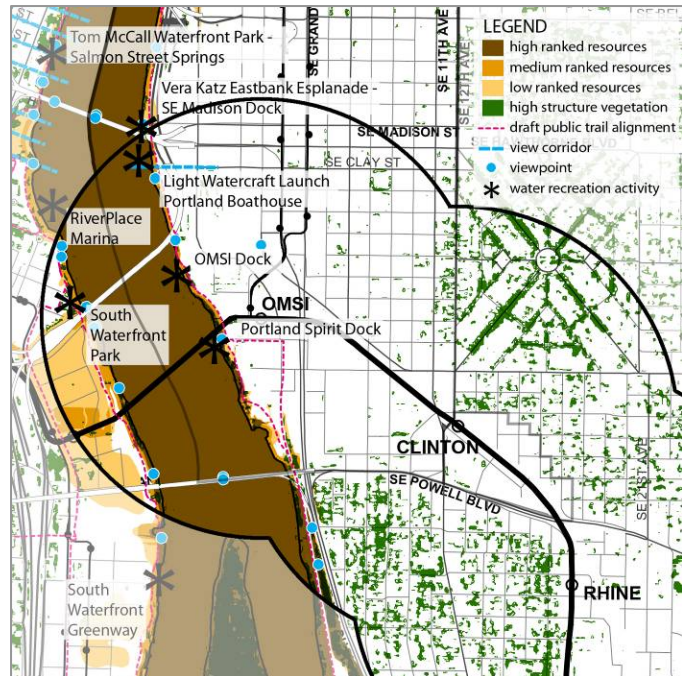 Tom McCall Waterfront Park -
Salmon Street Springs
Vera Katz Eastbank Esplanade -
SE Madison Dock
SE GRAND
SE 11TH AVE
SE 12TH AVE
LEGEND
high ranked resources
medium ranked resources
low ranked resources
high structure vegetation
draft public trail alignment
view corridor
viewpoint
water recreation activity
SE MADISON ST
SE CLAY ST
Light Watercraft Launch
Portland Boathouse
RiverPlace
Marina
OMSI Dock
OMSI
South
Waterfront
Park
Portland Spirit Dock
CLINTON
SE POWELL BLVD
SE 21ST AVE
RHINE
South
Waterfront
Greenway